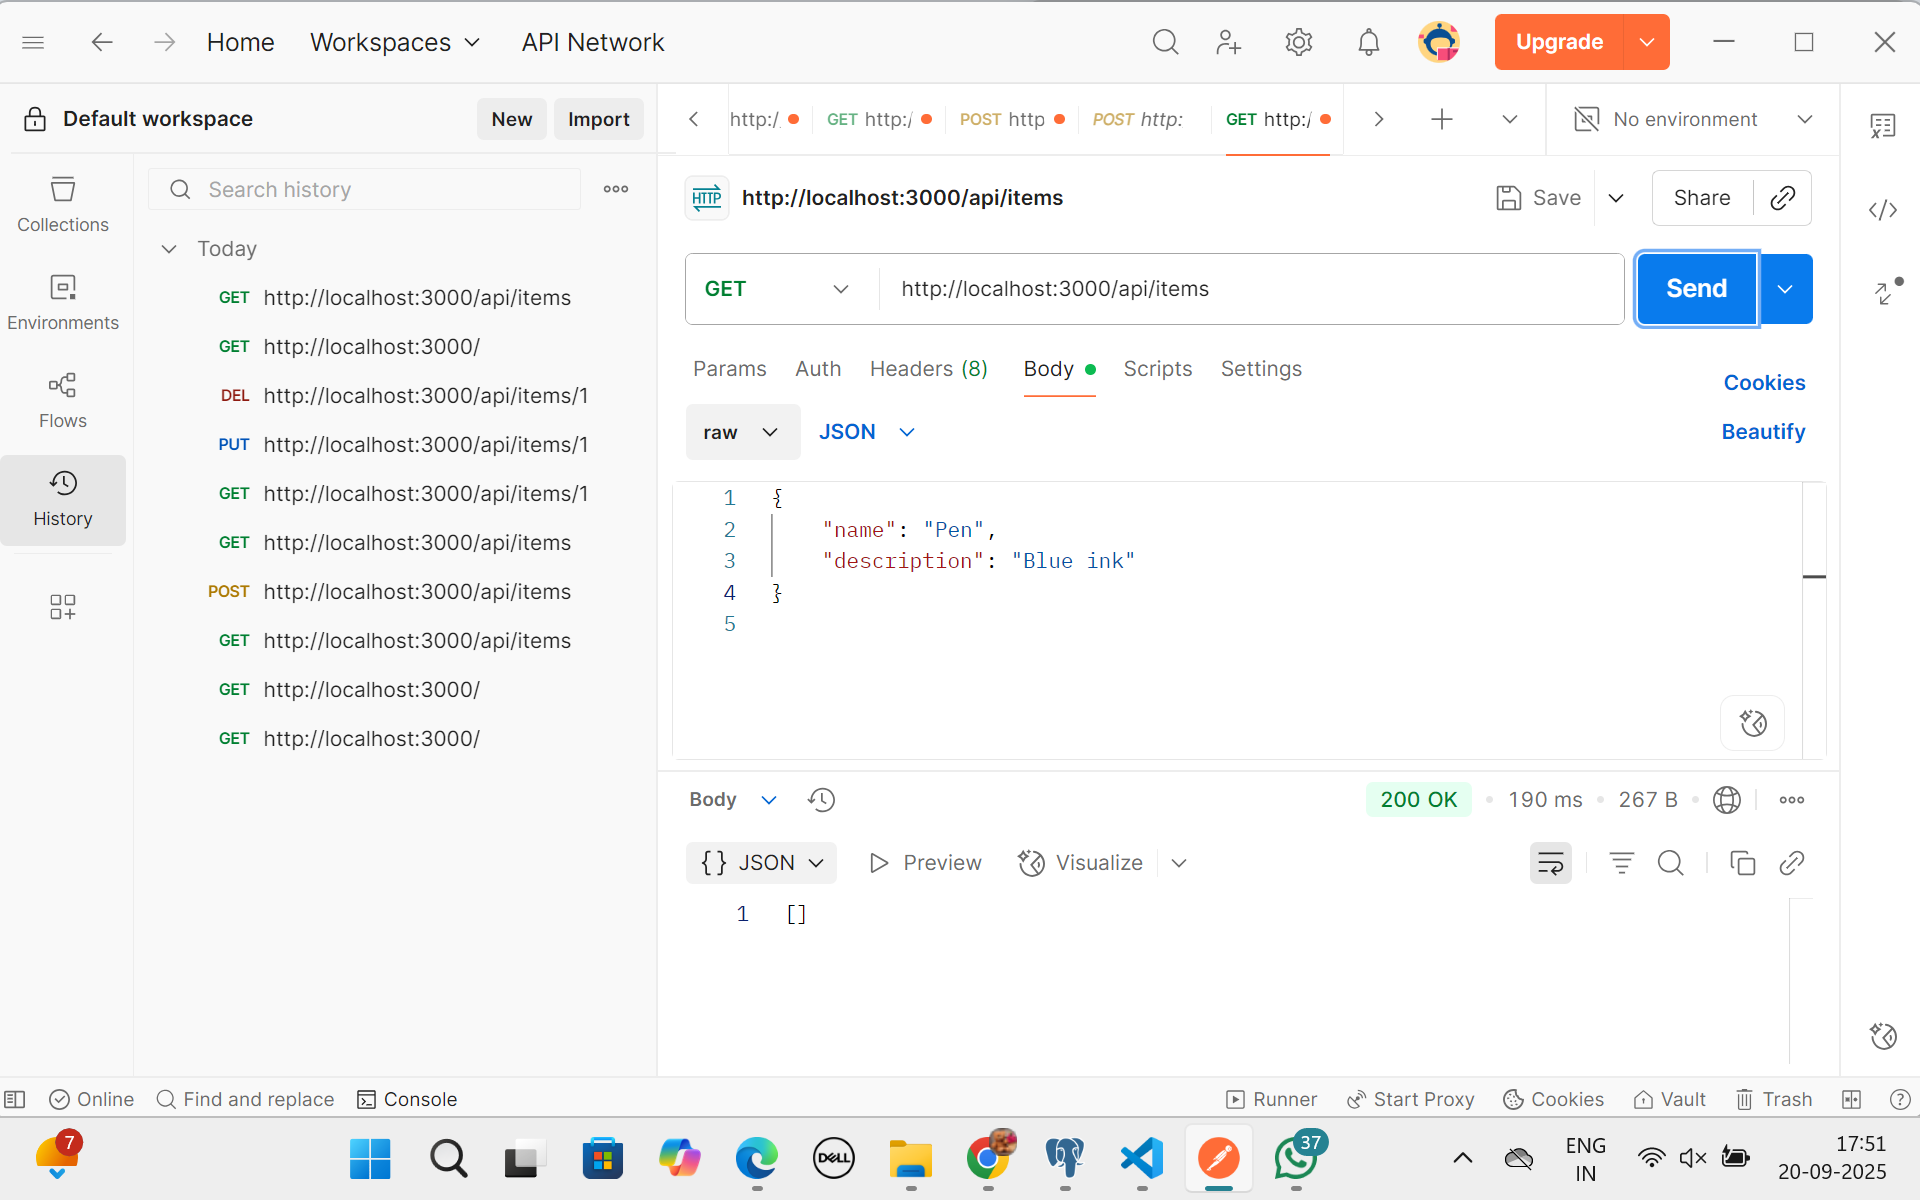 Home Workspaces API Network Upgrade
Default workspace New Import
http:/ GET http:/ POST http POST http: GET http:/ No environment
Collections
Environments
Flows
History
Search history
Today
GET http://localhost:3000/api/items
GET http://localhost:3000/
DEL http://localhost:3000/api/items/1
PUT http://localhost:3000/api/items/1
GET http://localhost:3000/api/items/1
GET http://localhost:3000/api/items
POST http://localhost:3000/api/items
GET http://localhost:3000/api/items
GET http://localhost:3000/
GET http://localhost:3000/
HTTP http://localhost:3000/api/items Save Share
GET http://localhost:3000/api/items Send
Params Auth Headers (8) Body Scripts Settings Cookies
raw JSON Beautify
1 {
2 "name": "Pen",
3 "description": "Blue ink"
4 }
5
Body 200 OK 190 ms 267 B
{} JSON Preview Visualize
1 []
Online Find and replace Console Runner Start Proxy Cookies Vault Trash
7 DELL 37 ENG 17:51
IN 20-09-2025